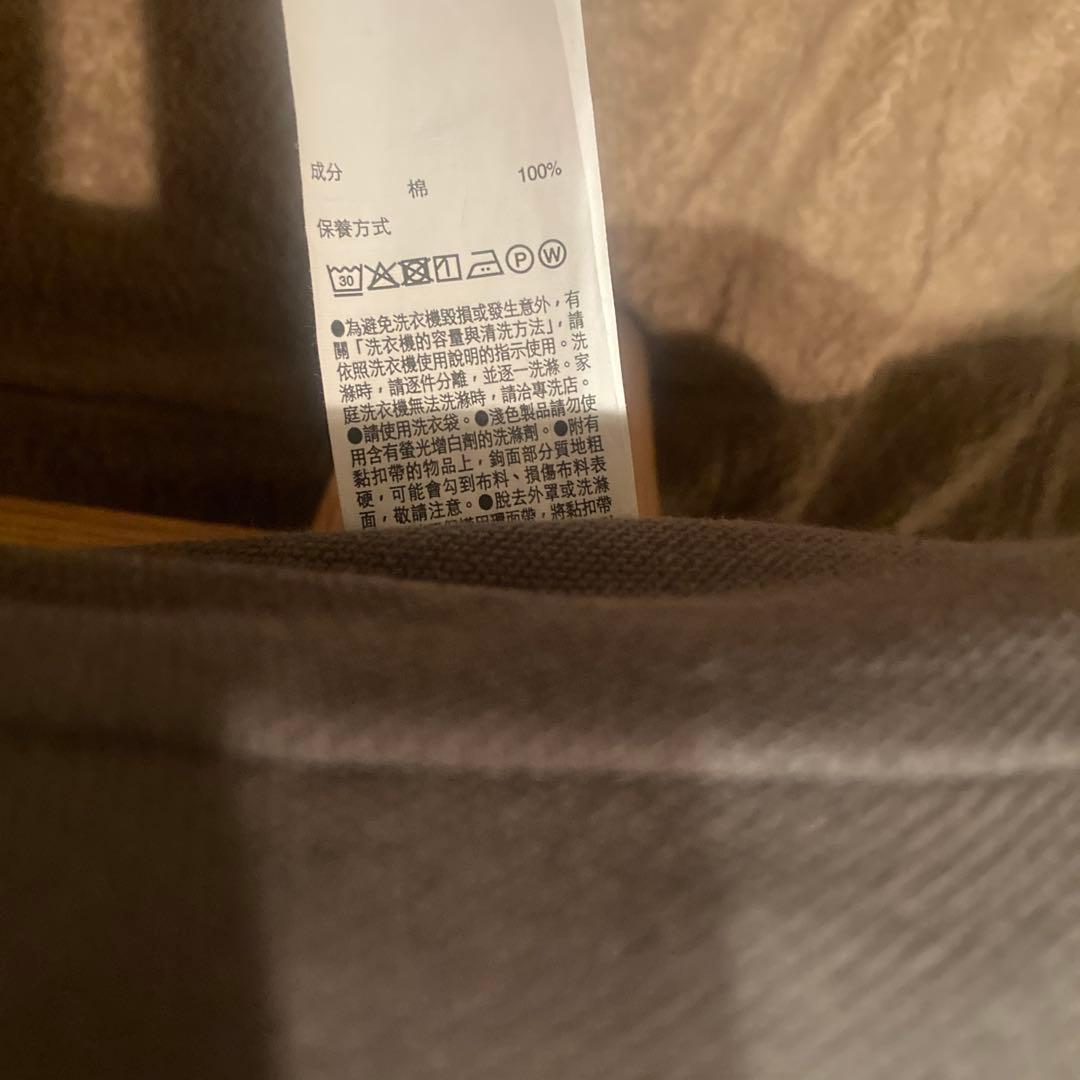 成分
棉 100%
保養方式
30 P W
●為避免洗衣機毀損或發生意外，有
關「洗衣機的容量與清洗方法」，請
依照洗衣機使用說明的指示使用。洗
滌時，請逐件分離，並逐一洗滌。家
庭洗衣機無法洗滌時，請洽專洗店。
●請使用洗衣袋。●淺色製品請勿使
用含有螢光增白劑的洗滌劑。●附有
黏扣帶的物品上，鉤面部分質地粗
硬，可能會勾到布料、損傷布料表
面，敬請注意。●脫去外罩或洗滌
環面帶，將黏扣帶